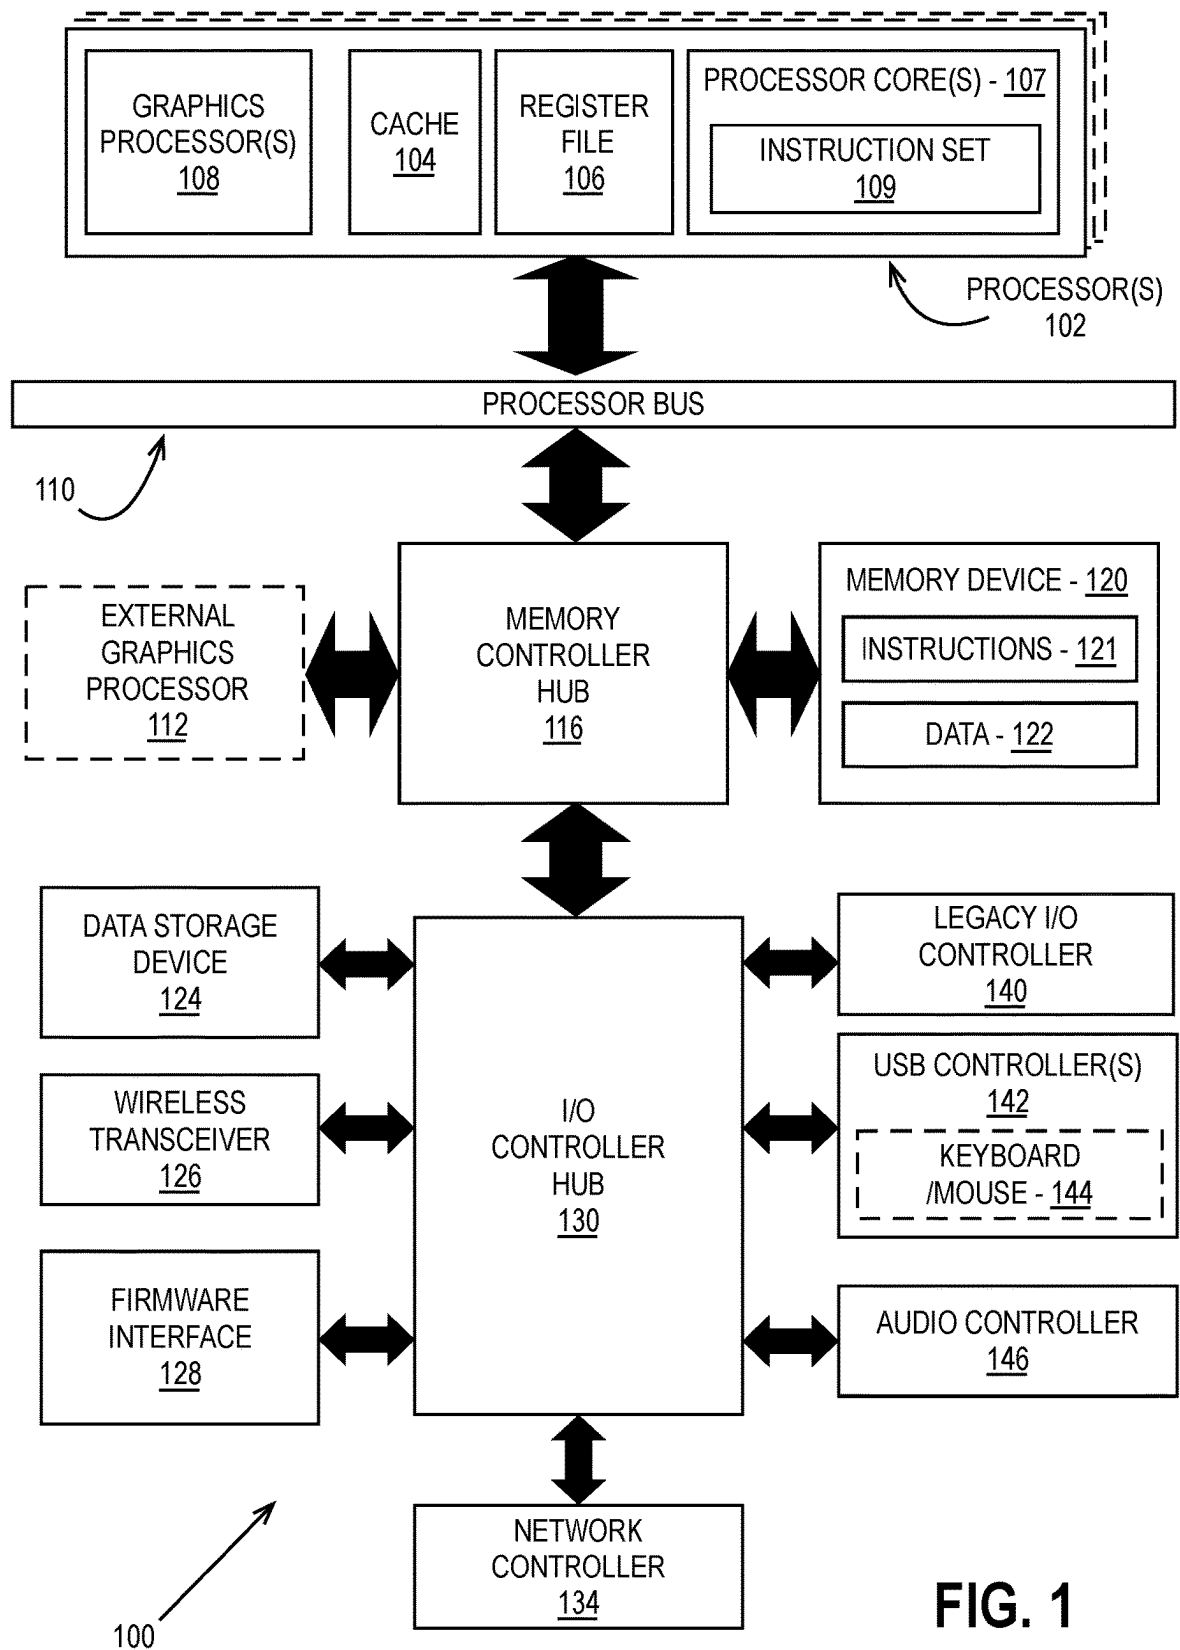 GRAPHICS
PROCESSOR(S)
108
CACHE
104
REGISTER
FILE
106
PROCESSOR CORE(S) - 107
INSTRUCTION SET
109
PROCESSOR(S)
102
PROCESSOR BUS
110
EXTERNAL
GRAPHICS
PROCESSOR
112
MEMORY
CONTROLLER
HUB
116
MEMORY DEVICE - 120
INSTRUCTIONS - 121
DATA - 122
DATA STORAGE
DEVICE
124
WIRELESS
TRANSCEIVER
126
FIRMWARE
INTERFACE
128
I/O
CONTROLLER
HUB
130
LEGACY I/O
CONTROLLER
140
USB CONTROLLER(S)
142
KEYBOARD
/MOUSE - 144
AUDIO CONTROLLER
146
NETWORK
CONTROLLER
134
100
FIG. 1